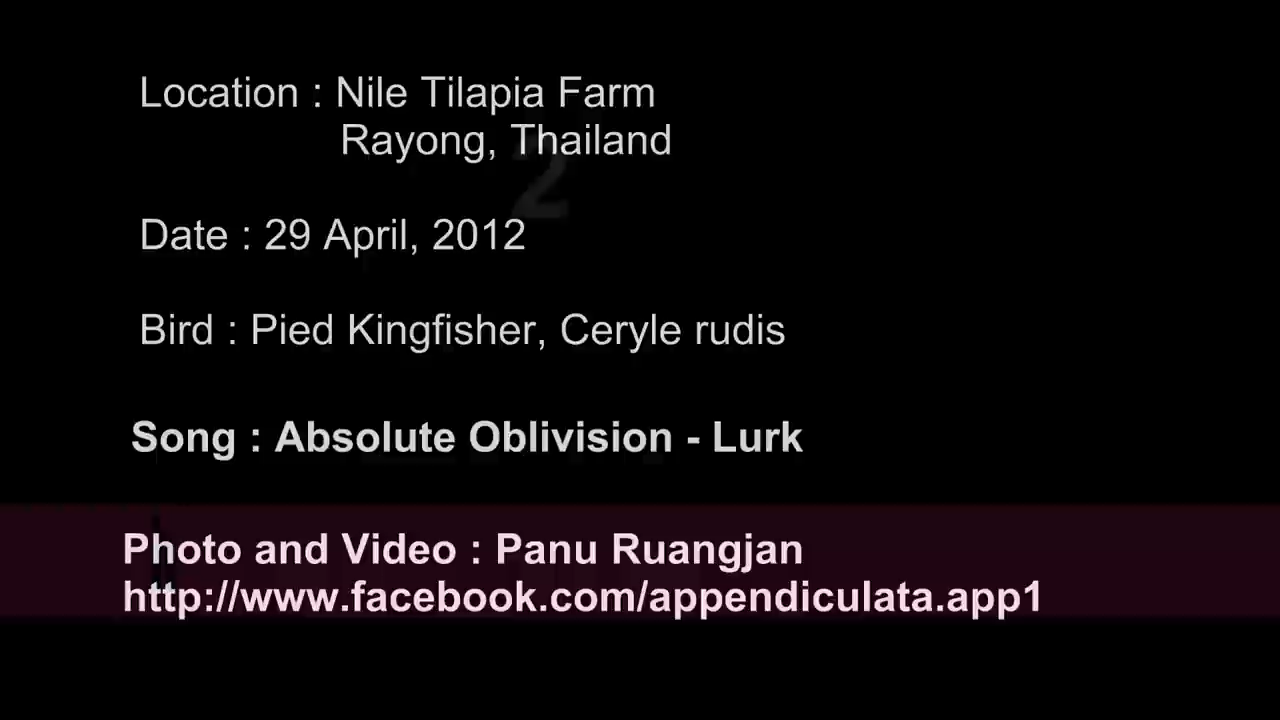 Location : Nile Tilapia Farm
Rayong, Thailand
2
Date : 29 April, 2012
Bird : Pied Kingfisher, Ceryle rudis
Song : Absolute Oblivision - Lurk
Photo and Video : Panu Ruangjan
http://www.facebook.com/appendiculata.app1